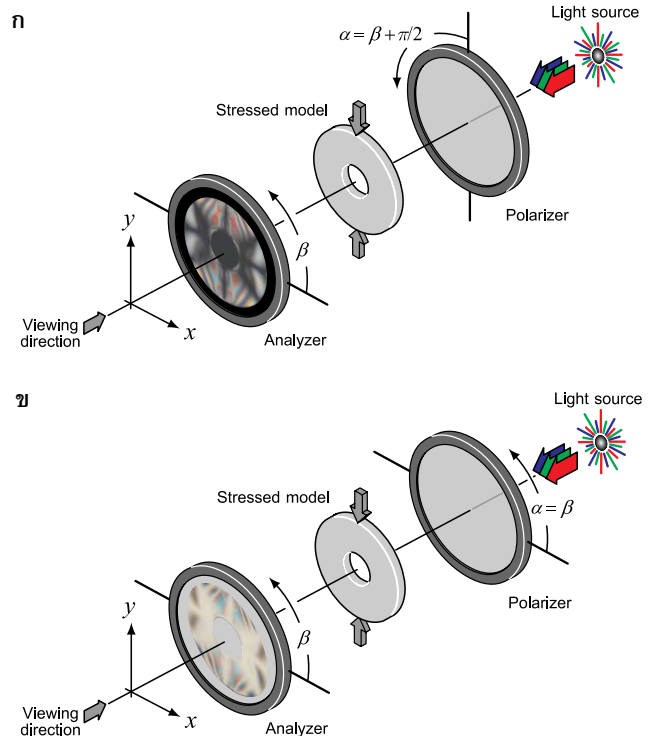 ก
Light source
α = β + π/2
Stressed model
Polarizer
y
β
x
Viewing
direction
Analyzer
ข
Light source
Stressed model
α = β
Polarizer
y
β
x
Viewing
direction
Analyzer